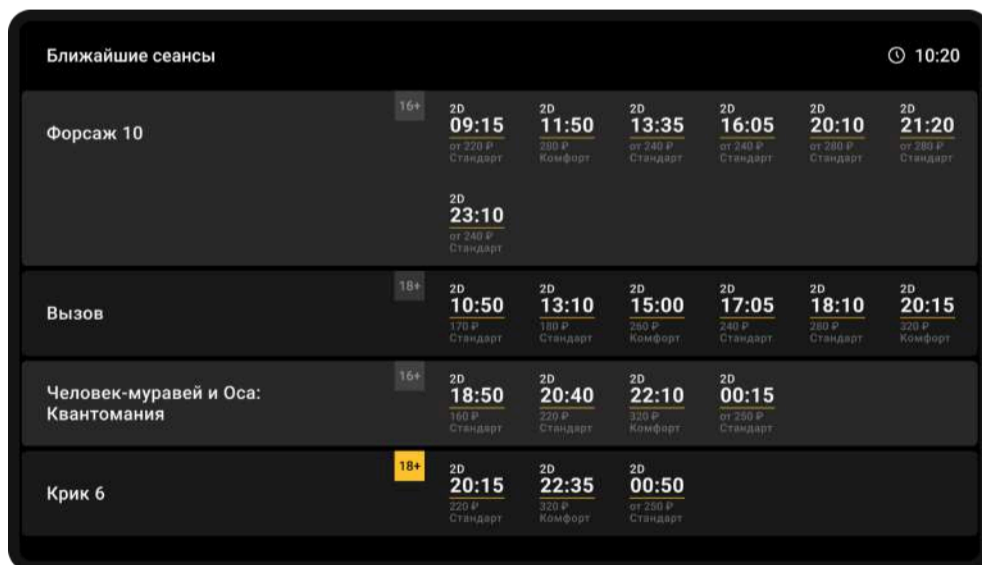 Ближайшие сеансы 10:20
Форсаж 10 16+
2D 2D 2D 2D 2D 2D
09:15 11:50 13:35 16:05 20:10 21:20
от 220 ₽ 280 ₽ от 240 ₽ от 240 ₽ от 280 ₽ от 280 ₽
Стандарт Комфорт Стандарт Стандарт Стандарт Стандарт
2D
23:10
от 240 ₽
Стандарт
Вызов 18+
2D 2D 2D 2D 2D 2D
10:50 13:10 15:00 17:05 18:10 20:15
170 ₽ 180 ₽ 260 ₽ 240 ₽ 280 ₽ 320 ₽
Стандарт Стандарт Комфорт Стандарт Стандарт Комфорт
Человек-муравей и Оса:
Квантомания
16+
2D 2D 2D 2D
18:50 20:40 22:10 00:15
160 ₽ 220 ₽ 320 ₽ от 250 ₽
Стандарт Стандарт Комфорт Стандарт
Крик 6 18+
2D 2D 2D
20:15 22:35 00:50
220 ₽ 320 ₽ от 250 ₽
Стандарт Комфорт Стандарт